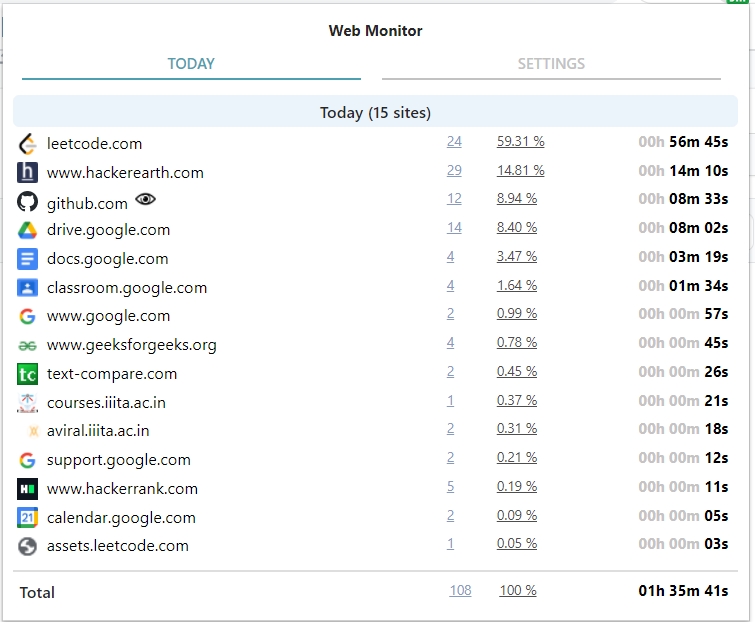 Web Monitor
TODAY SETTINGS
Today (15 sites)
leetcode.com 24 59.31 % 00h 56m 45s
www.hackerearth.com 29 14.81 % 00h 14m 10s
github.com 12 8.94 % 00h 08m 33s
drive.google.com 14 8.40 % 00h 08m 02s
docs.google.com 4 3.47 % 00h 03m 19s
classroom.google.com 4 1.64 % 00h 01m 34s
www.google.com 2 0.99 % 00h 00m 57s
www.geeksforgeeks.org 4 0.78 % 00h 00m 45s
tc text-compare.com 2 0.45 % 00h 00m 26s
courses.iiita.ac.in 1 0.37 % 00h 00m 21s
aviral.iiita.ac.in 2 0.31 % 00h 00m 18s
support.google.com 2 0.21 % 00h 00m 12s
www.hackerrank.com 5 0.19 % 00h 00m 11s
21 calendar.google.com 2 0.09 % 00h 00m 05s
assets.leetcode.com 1 0.05 % 00h 00m 03s
Total 108 100 % 01h 35m 41s